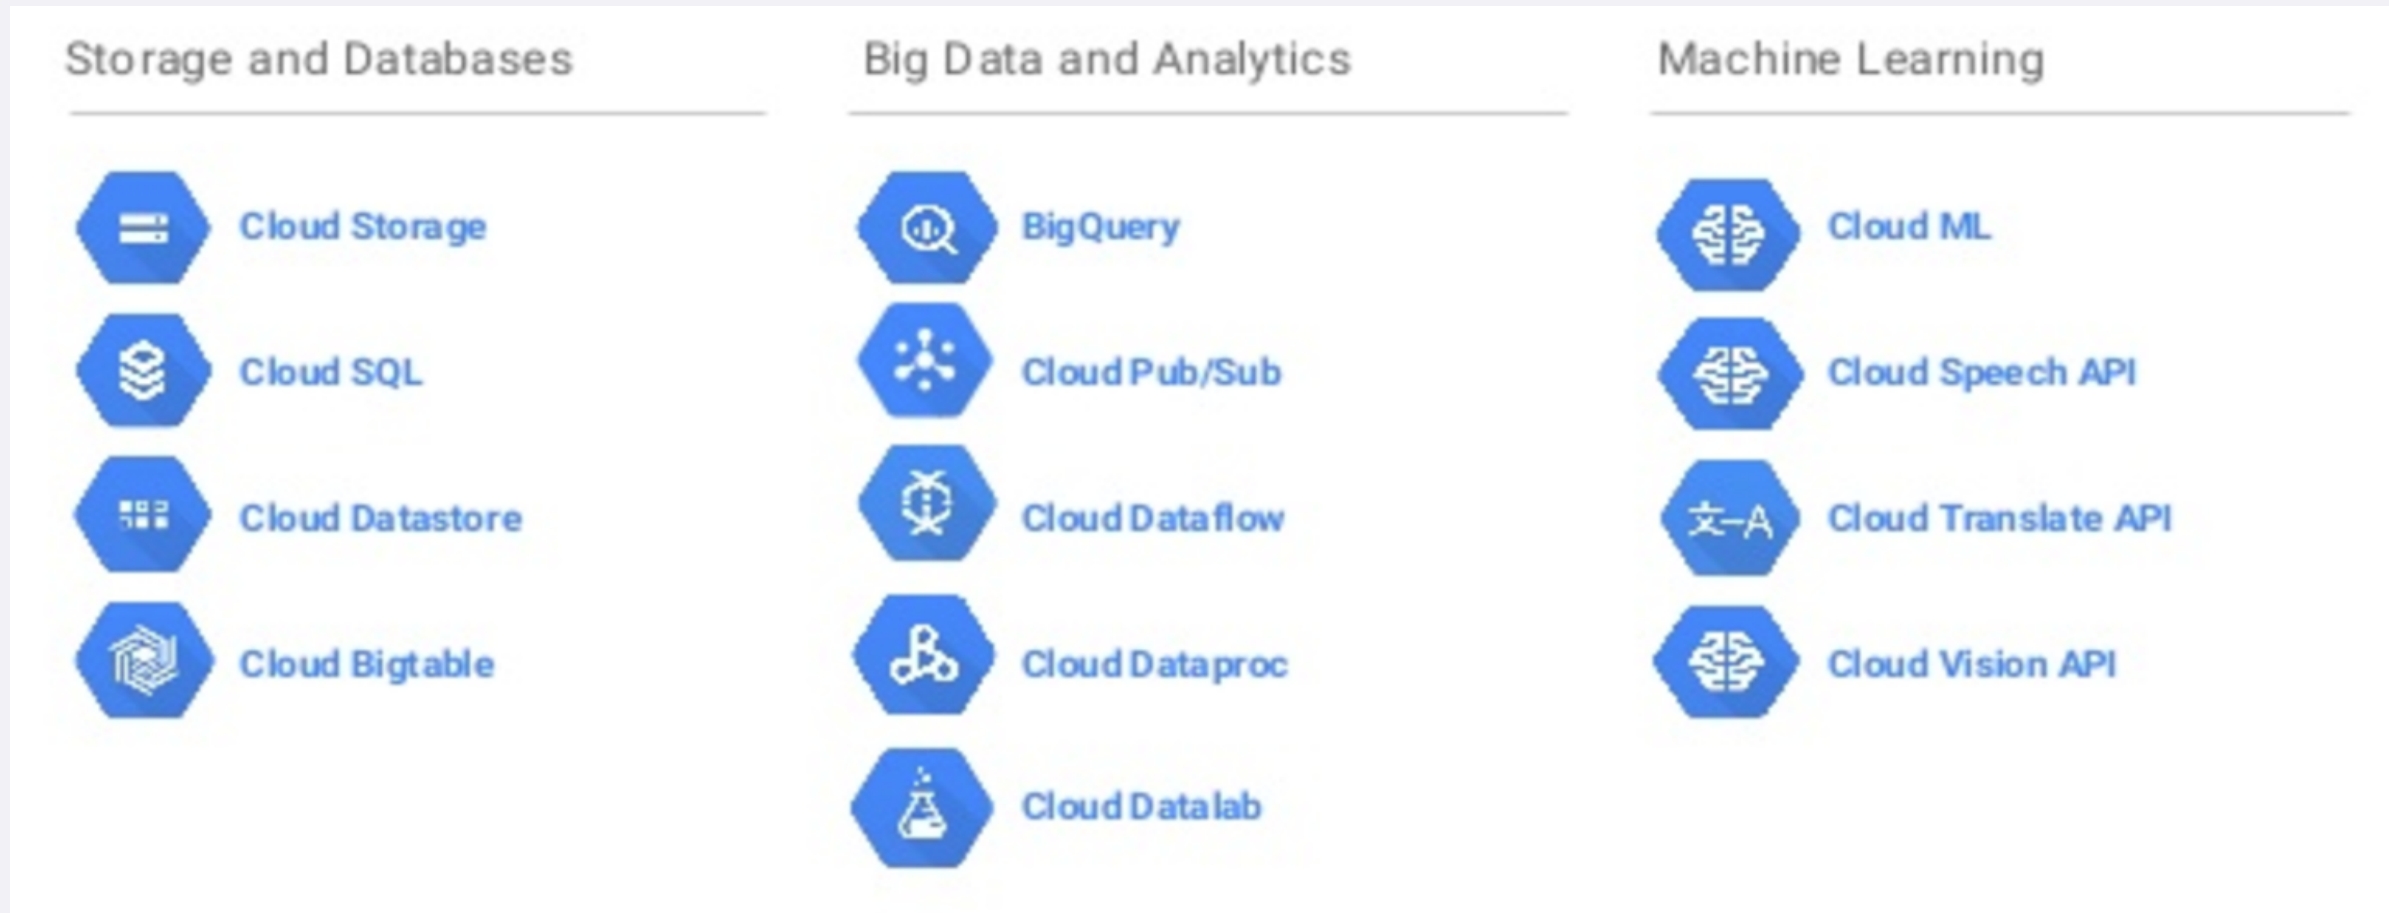 Storage and Databases
Cloud Storage
Cloud SQL
Cloud Datastore
Cloud Bigtable
Big Data and Analytics
BigQuery
Cloud Pub/Sub
Cloud Dataflow
Cloud Dataproc
Cloud Datalab
Machine Learning
Cloud ML
Cloud Speech API
文-A
Cloud Translate API
Cloud Vision API